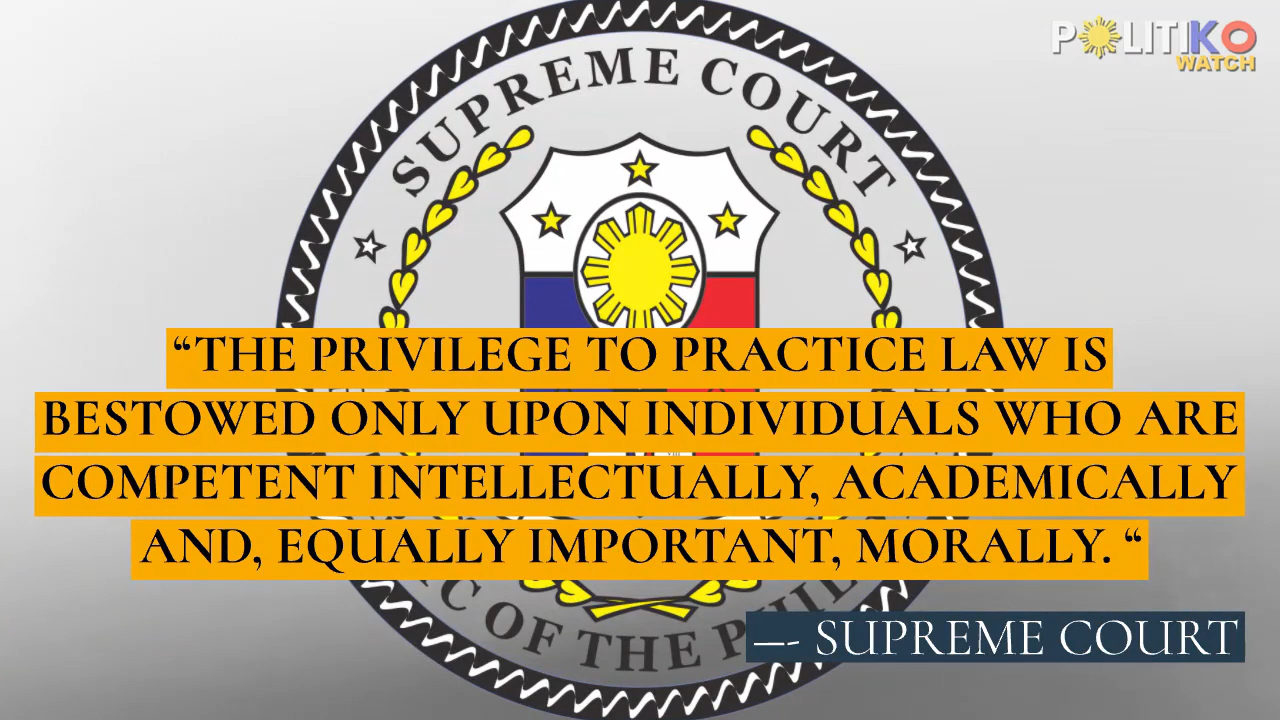 POLITIKO
WATCH
SUPREME COURT
“THE PRIVILEGE TO PRACTICE LAW IS
BESTOWED ONLY UPON INDIVIDUALS WHO ARE
COMPETENT INTELLECTUALLY, ACADEMICALLY
AND, EQUALLY IMPORTANT, MORALLY. “
OF THE
—- SUPREME COURT